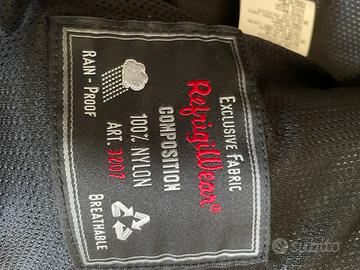 EXCLUSIVE FABRIC
RefrigiWear®
COMPOSITION
100% NYLON
ART. 3207
RAIN - PROOF
BREATHABLE
subito